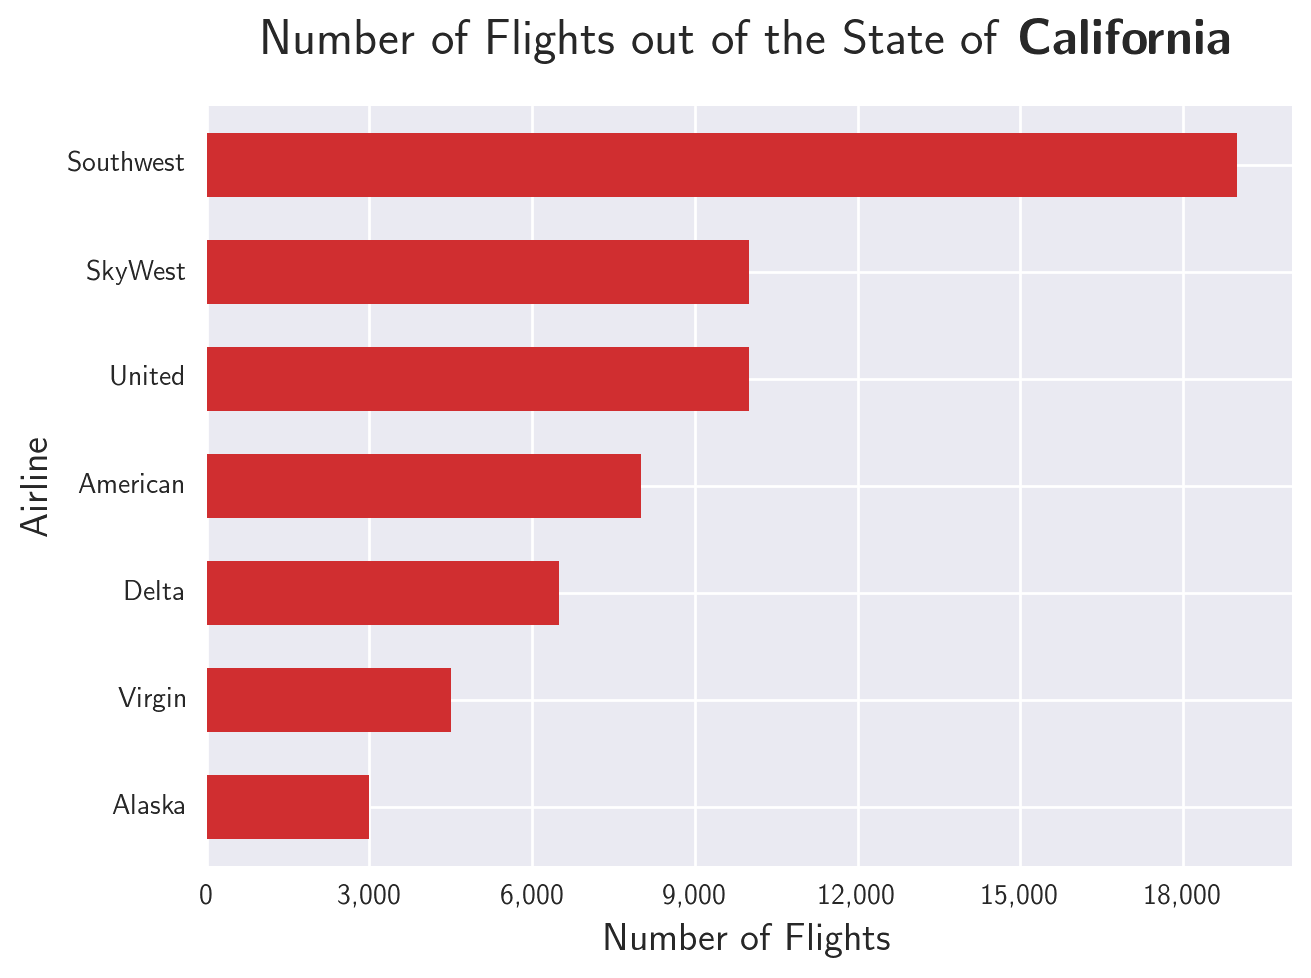 Number of Flights out of the State of California
Southwest
SkyWest
United
American
Delta
Virgin
Alaska
Airline
0 3,000 6,000 9,000 12,000 15,000 18,000
Number of Flights